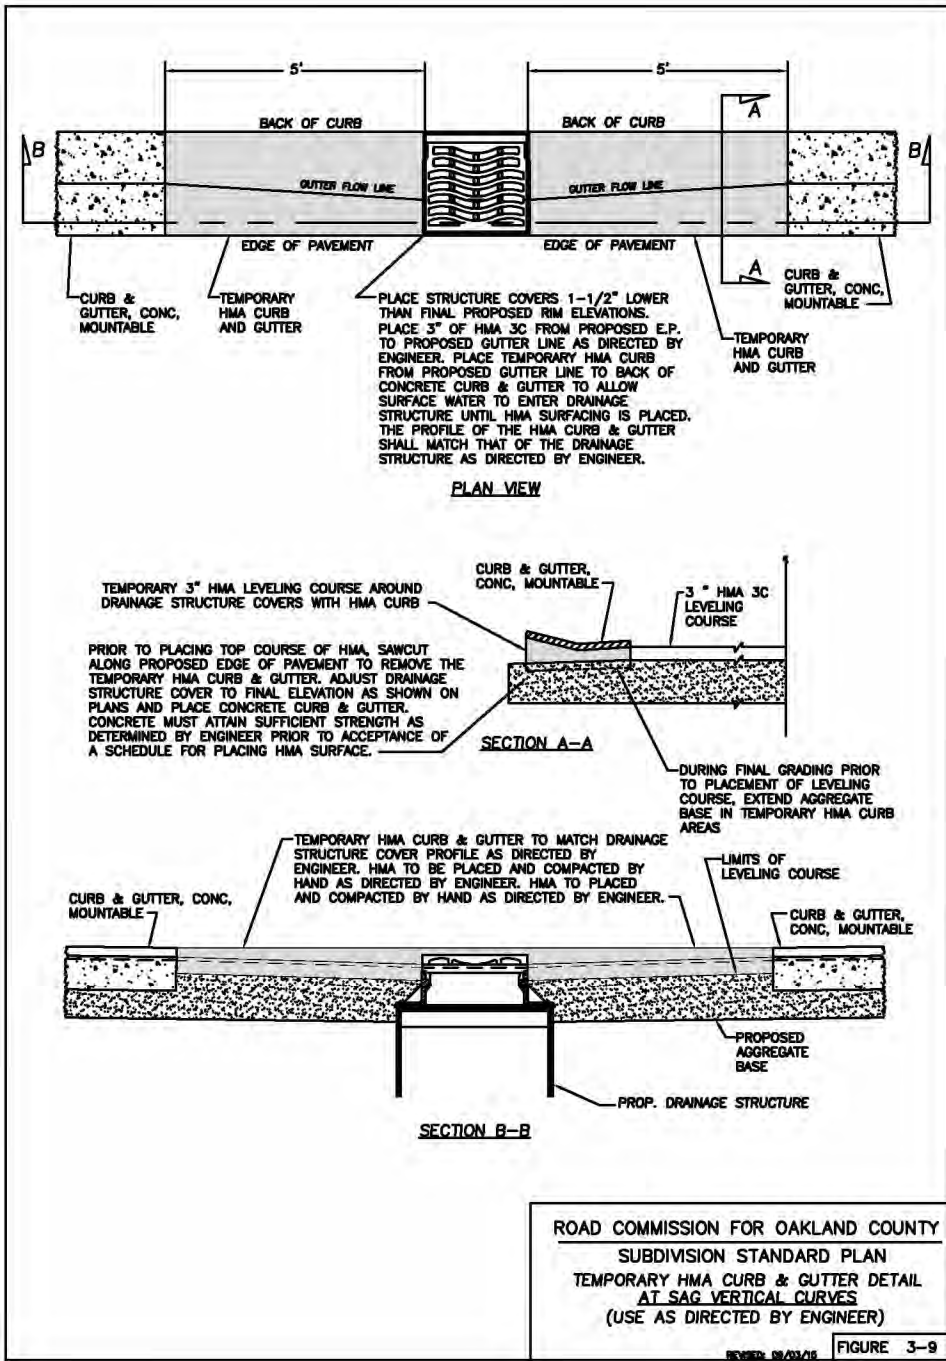 5'
5'
A
BACK OF CURB
BACK OF CURB
B
B
GUTTER FLOW LINE
GUTTER FLOW LINE
EDGE OF PAVEMENT
EDGE OF PAVEMENT
A
CURB &
GUTTER, CONC,
MOUNTABLE
TEMPORARY
HMA CURB
AND GUTTER
PLACE STRUCTURE COVERS 1-1/2" LOWER
THAN FINAL PROPOSED RIM ELEVATIONS.
PLACE 3" OF HMA 3C FROM PROPOSED E.P.
TO PROPOSED GUTTER LINE AS DIRECTED BY
ENGINEER. PLACE TEMPORARY HMA CURB
FROM PROPOSED GUTTER LINE TO BACK OF
CONCRETE CURB & GUTTER TO ALLOW
SURFACE WATER TO ENTER DRAINAGE
STRUCTURE UNTIL HMA SURFACING IS PLACED.
THE PROFILE OF THE HMA CURB & GUTTER
SHALL MATCH THAT OF THE DRAINAGE
STRUCTURE AS DIRECTED BY ENGINEER.
CURB &
GUTTER, CONC,
MOUNTABLE
TEMPORARY
HMA CURB
AND GUTTER
PLAN VIEW
TEMPORARY 3" HMA LEVELING COURSE AROUND
DRAINAGE STRUCTURE COVERS WITH HMA CURB
CURB & GUTTER,
CONC, MOUNTABLE
3 " HMA 3C
LEVELING
COURSE
PRIOR TO PLACING TOP COURSE OF HMA, SAWCUT
ALONG PROPOSED EDGE OF PAVEMENT TO REMOVE THE
TEMPORARY HMA CURB & GUTTER. ADJUST DRAINAGE
STRUCTURE COVER TO FINAL ELEVATION AS SHOWN ON
PLANS AND PLACE CONCRETE CURB & GUTTER.
CONCRETE MUST ATTAIN SUFFICIENT STRENGTH AS
DETERMINED BY ENGINEER PRIOR TO ACCEPTANCE OF
A SCHEDULE FOR PLACING HMA SURFACE.
SECTION A-A
DURING FINAL GRADING PRIOR
TO PLACEMENT OF LEVELING
COURSE, EXTEND AGGREGATE
BASE IN TEMPORARY HMA CURB
AREAS
TEMPORARY HMA CURB & GUTTER TO MATCH DRAINAGE
STRUCTURE COVER PROFILE AS DIRECTED BY
ENGINEER. HMA TO BE PLACED AND COMPACTED BY
HAND AS DIRECTED BY ENGINEER. HMA TO PLACED
AND COMPACTED BY HAND AS DIRECTED BY ENGINEER.
LIMITS OF
LEVELING COURSE
CURB & GUTTER, CONC,
MOUNTABLE
CURB & GUTTER,
CONC, MOUNTABLE
PROPOSED
AGGREGATE
BASE
PROP. DRAINAGE STRUCTURE
SECTION B-B
ROAD COMMISSION FOR OAKLAND COUNTY
SUBDIVISION STANDARD PLAN
TEMPORARY HMA CURB & GUTTER DETAIL
AT SAG VERTICAL CURVES
(USE AS DIRECTED BY ENGINEER)
REVISED:
FIGURE 3-9